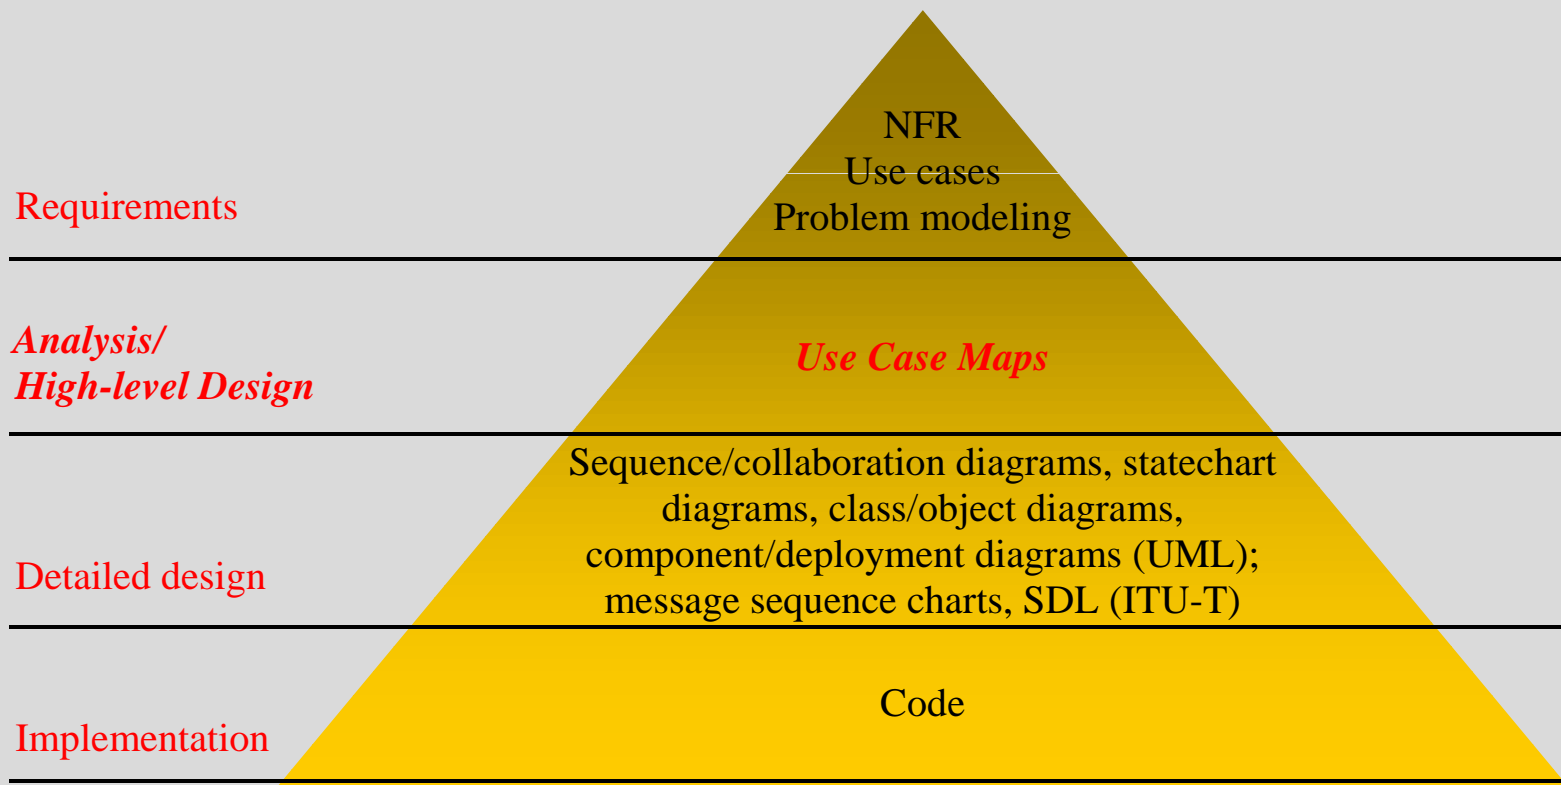 NFR
Use cases
Problem modeling
Requirements
Analysis/
High-level Design
Use Case Maps
Sequence/collaboration diagrams, statechart
diagrams, class/object diagrams,
component/deployment diagrams (UML);
message sequence charts, SDL (ITU-T)
Detailed design
Code
Implementation